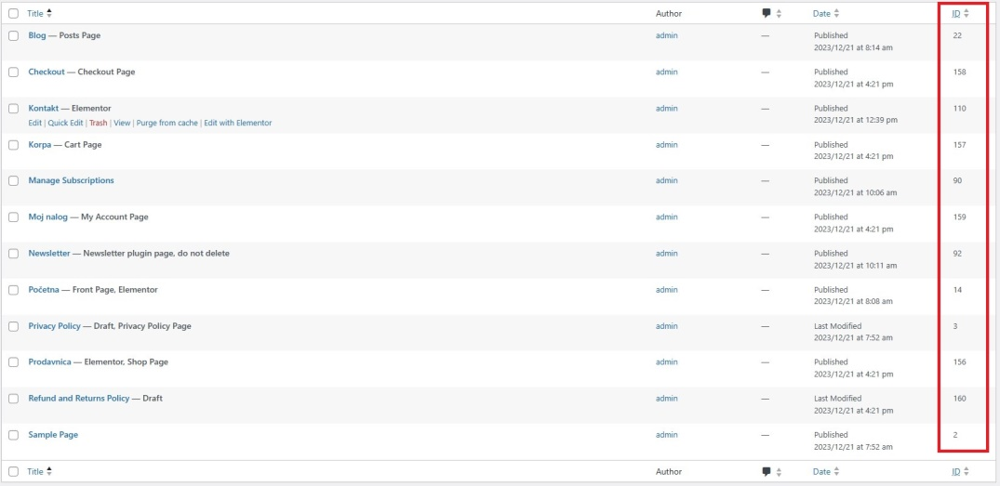 Title Author Date ID
Blog — Posts Page admin — Published 22
2023/12/21 at 8:14 am
Checkout — Checkout Page admin — Published 158
2023/12/21 at 4:21 pm
Kontakt — Elementor admin — Published 110
Edit | Quick Edit | Trash | View | Purge from cache | Edit with Elementor 2023/12/21 at 12:39 pm
Korpa — Cart Page admin — Published 157
2023/12/21 at 4:21 pm
Manage Subscriptions admin — Published 90
2023/12/21 at 10:06 am
Moj nalog — My Account Page admin — Published 159
2023/12/21 at 4:21 pm
Newsletter — Newsletter plugin page, do not delete admin — Published 92
2023/12/21 at 10:11 am
Početna — Front Page, Elementor admin — Published 14
2023/12/21 at 8:08 am
Privacy Policy — Draft, Privacy Policy Page admin — Last Modified 3
2023/12/21 at 7:52 am
Prodavnica — Elementor, Shop Page admin — Published 156
2023/12/21 at 4:21 pm
Refund and Returns Policy — Draft admin — Last Modified 160
2023/12/21 at 4:21 pm
Sample Page admin — Published 2
2023/12/21 at 7:52 am
Title Author Date ID